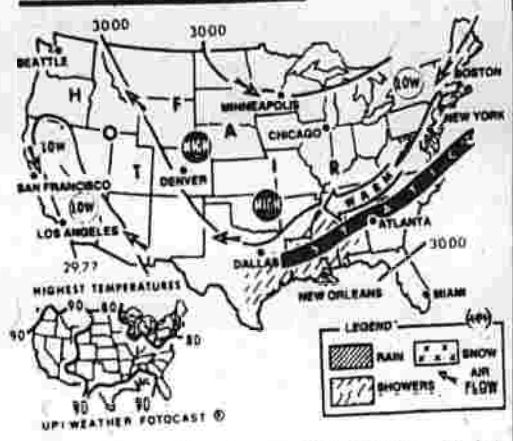 3000
3000
SEATTLE
LOW
BOSTON
MINNEAPOLIS
NEW YORK
CHICAGO
HIGH
DENVER
LOW
SAN FRANCISCO
WARM
LOW
HIGH
LOS ANGELES
ATLANTA
DALLAS
29.77
3000
NEW ORLEANS
MIAMI
H
F
A
O
T
R
HIGHEST TEMPERATURES
90
80
90
80
90
90
LEGEND
RAIN
SNOW
SHOWERS
AIR
FLOW
UPI WEATHER FOTOCAST ®